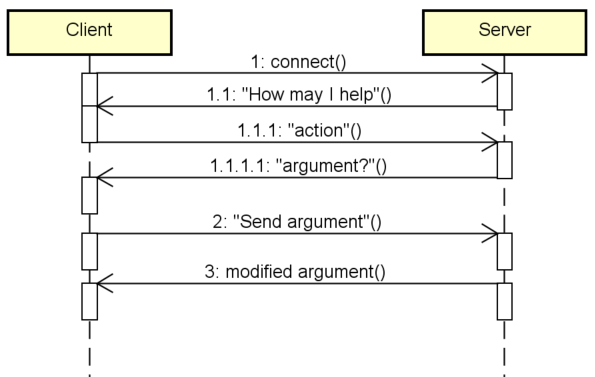 Client
Server
1: connect()
1.1: "How may I help"()
1.1.1: "action"()
1.1.1.1: "argument?"()
2: "Send argument"()
3: modified argument()